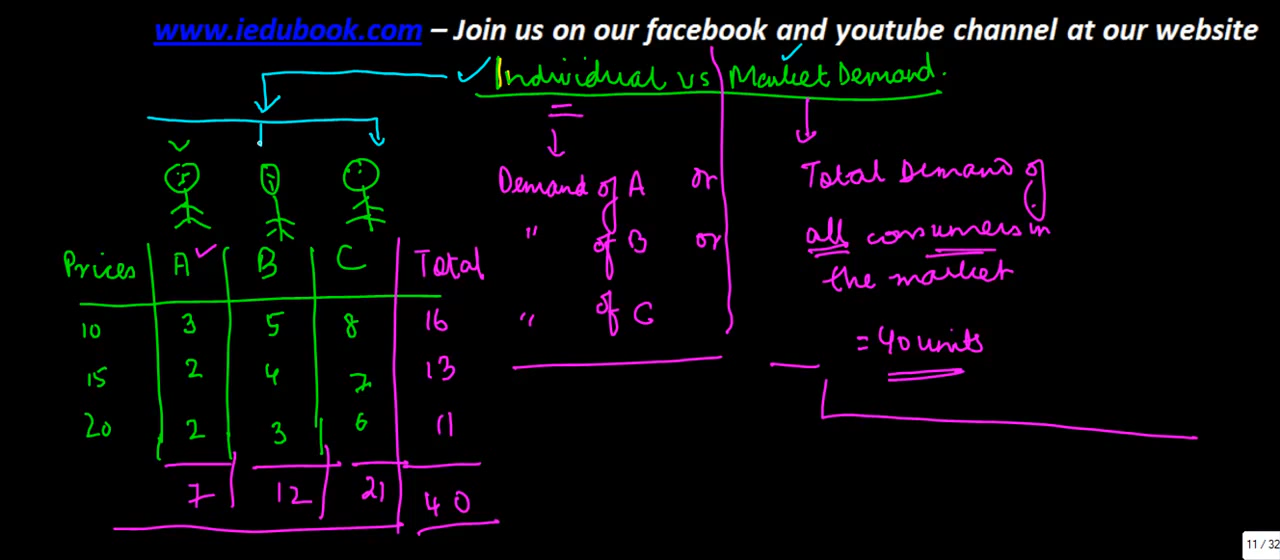 www.iedubook.com – Join us on our facebook and youtube channel at our website
Individual vs Market Demand.
Demand of A or
" of B or
" of C
Total Demand of
all consumers in
the market
= 40 units
Prices A B C Total
10 3 5 8 16
15 2 4 7 13
20 2 3 6 11
7 12 21 40
11 / 32